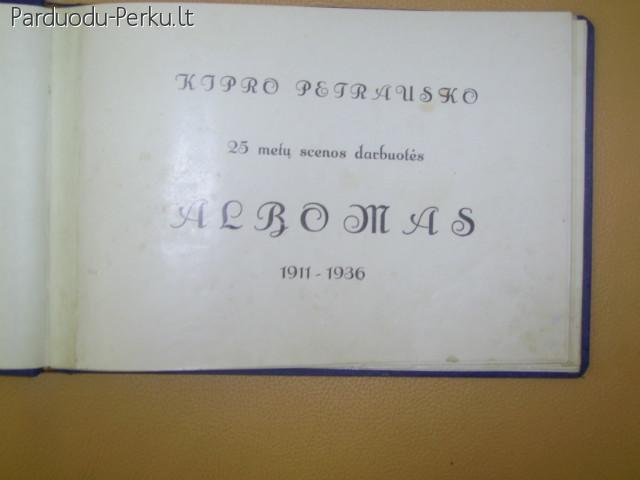 Parduodu-Perku.lt
KIPRO PETRAUSKO
25 metų scenos darbuotės
ALBOMAS
1911 - 1936